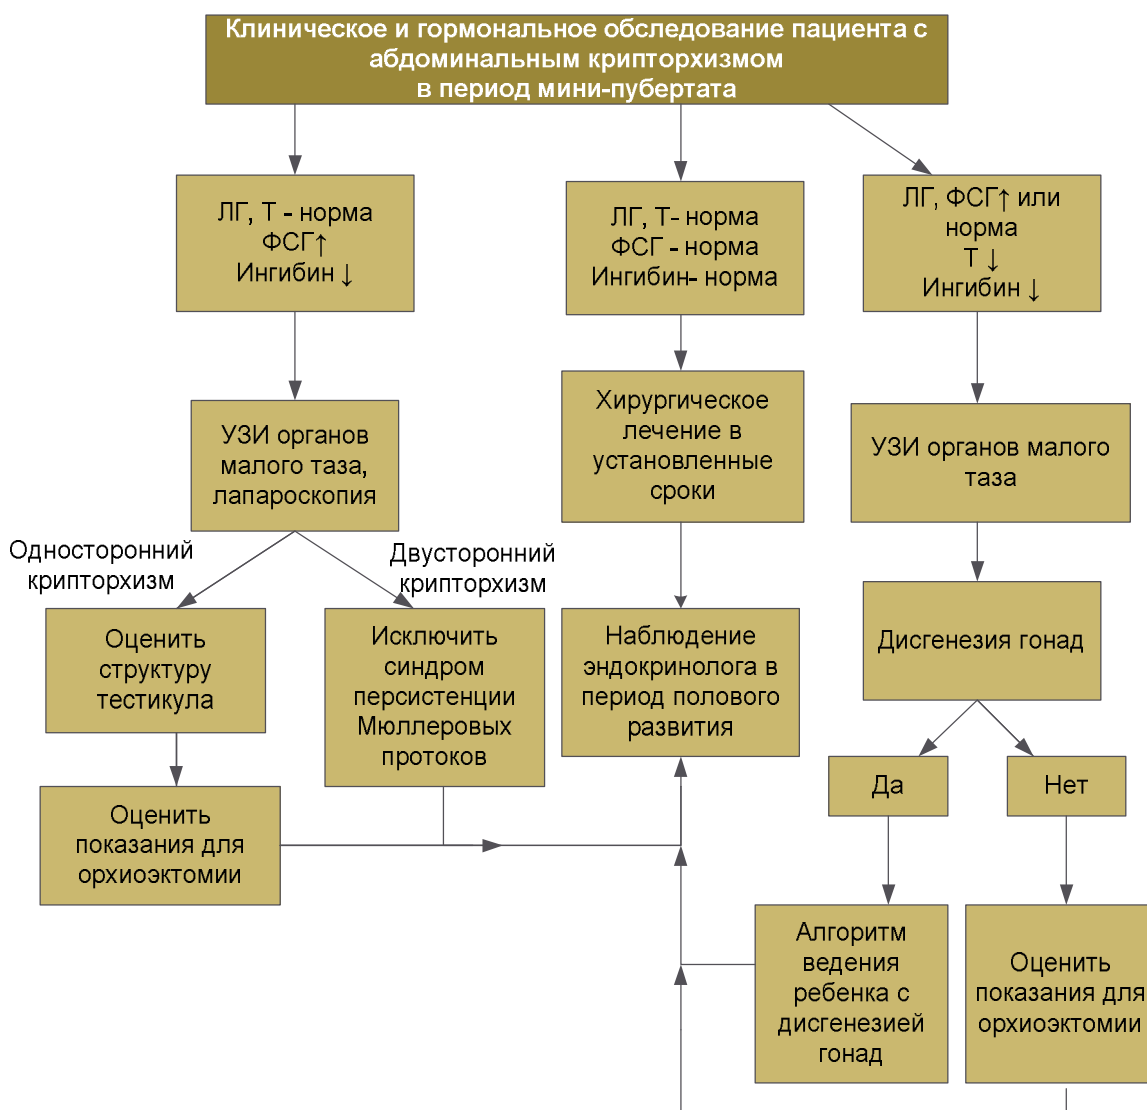 Клиническое и гормональное обследование пациента с
абдоминальным крипторхизмом
в период мини-пубертата
ЛГ, Т - норма
ФСГ↑
Ингибин ↓
ЛГ, Т- норма
ФСГ - норма
Ингибин- норма
ЛГ, ФСГ↑ или
норма
Т ↓
Ингибин ↓
УЗИ органов
малого таза,
лапароскопия
Хирургическое
лечение в
установленные
сроки
УЗИ органов малого
таза
Односторонний
крипторхизм
Двусторонний
крипторхизм
Оценить
структуру
тестикула
Исключить
синдром
персистенции
Мюллеровых
протоков
Наблюдение
эндокринолога в
период полового
развития
Дисгенезия гонад
Да
Нет
Оценить
показания для
орхиоэктомии
Алгоритм
ведения
ребенка с
дисгенезией
гонад
Оценить
показания для
орхиоэктомии